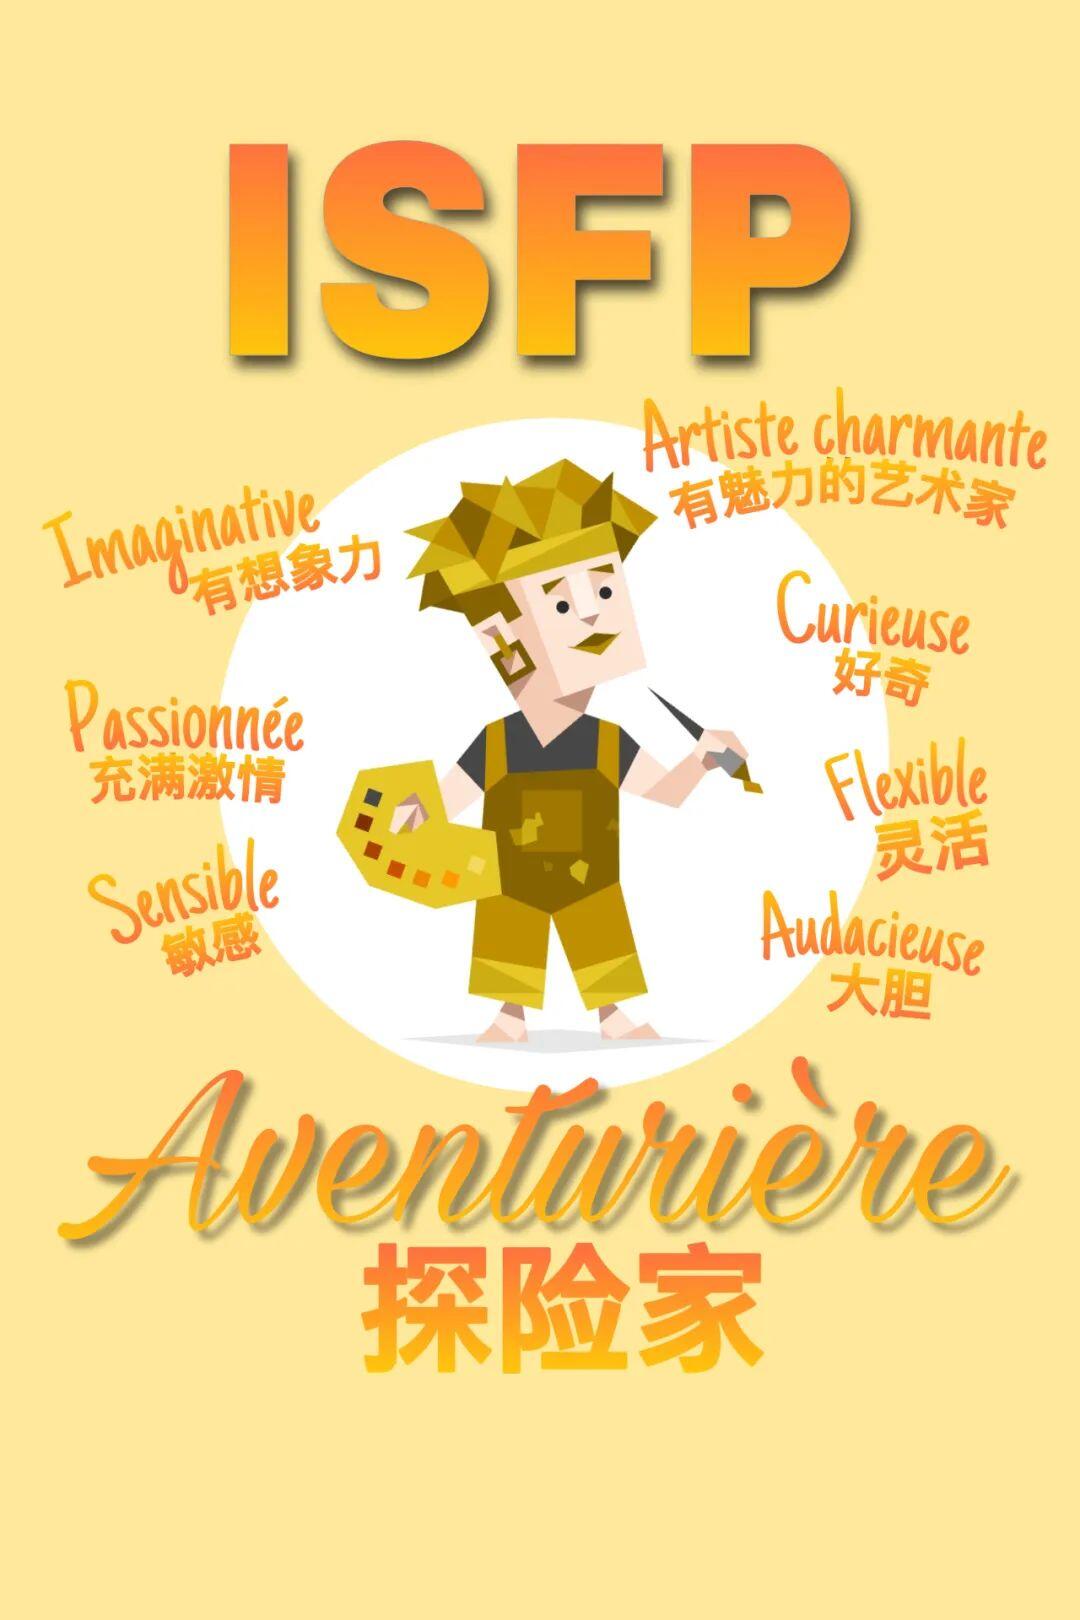 ISFP
Artiste charmante
有魅力的艺术家
Imaginative
有想象力
Curieuse
好奇
Passionnée
充满激情
Flexible
灵活
Sensible
敏感
Audacieuse
大胆
Aventurière
探险家